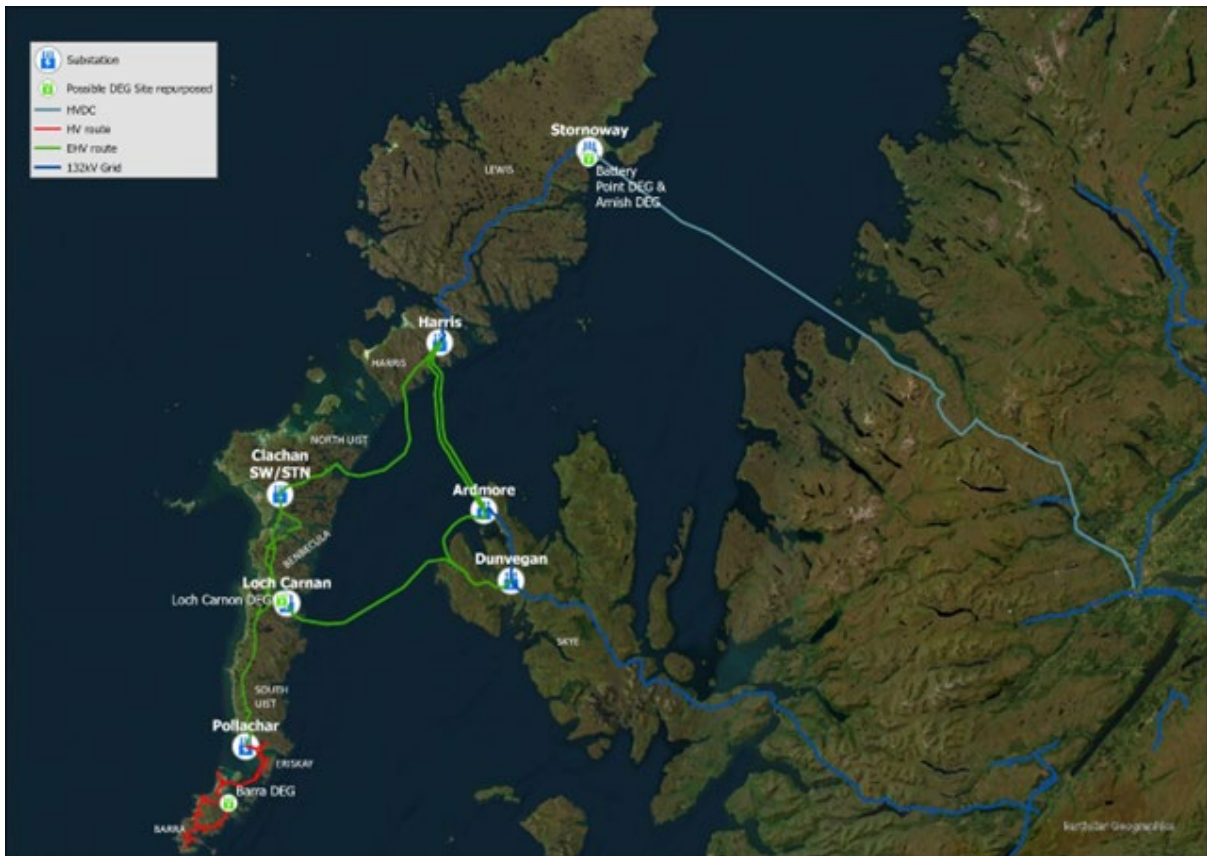 Substation
Possible DEG Site repurposed
HVDC
HV route
EHV route
132kV Grid
Stornoway
LEWIS
Battery
Point DEG &
Arnish DEG
Harris
HARRIS
NORTH UIST
Clachan
SW/STN
Ardmore
BENBECULA
Dunvegan
Loch Carnan
Loch Carnon DEG
SKYE
SOUTH
UIST
Pollachar
ERISKAY
Barra DEG
BARRA
Earthstar Geographics